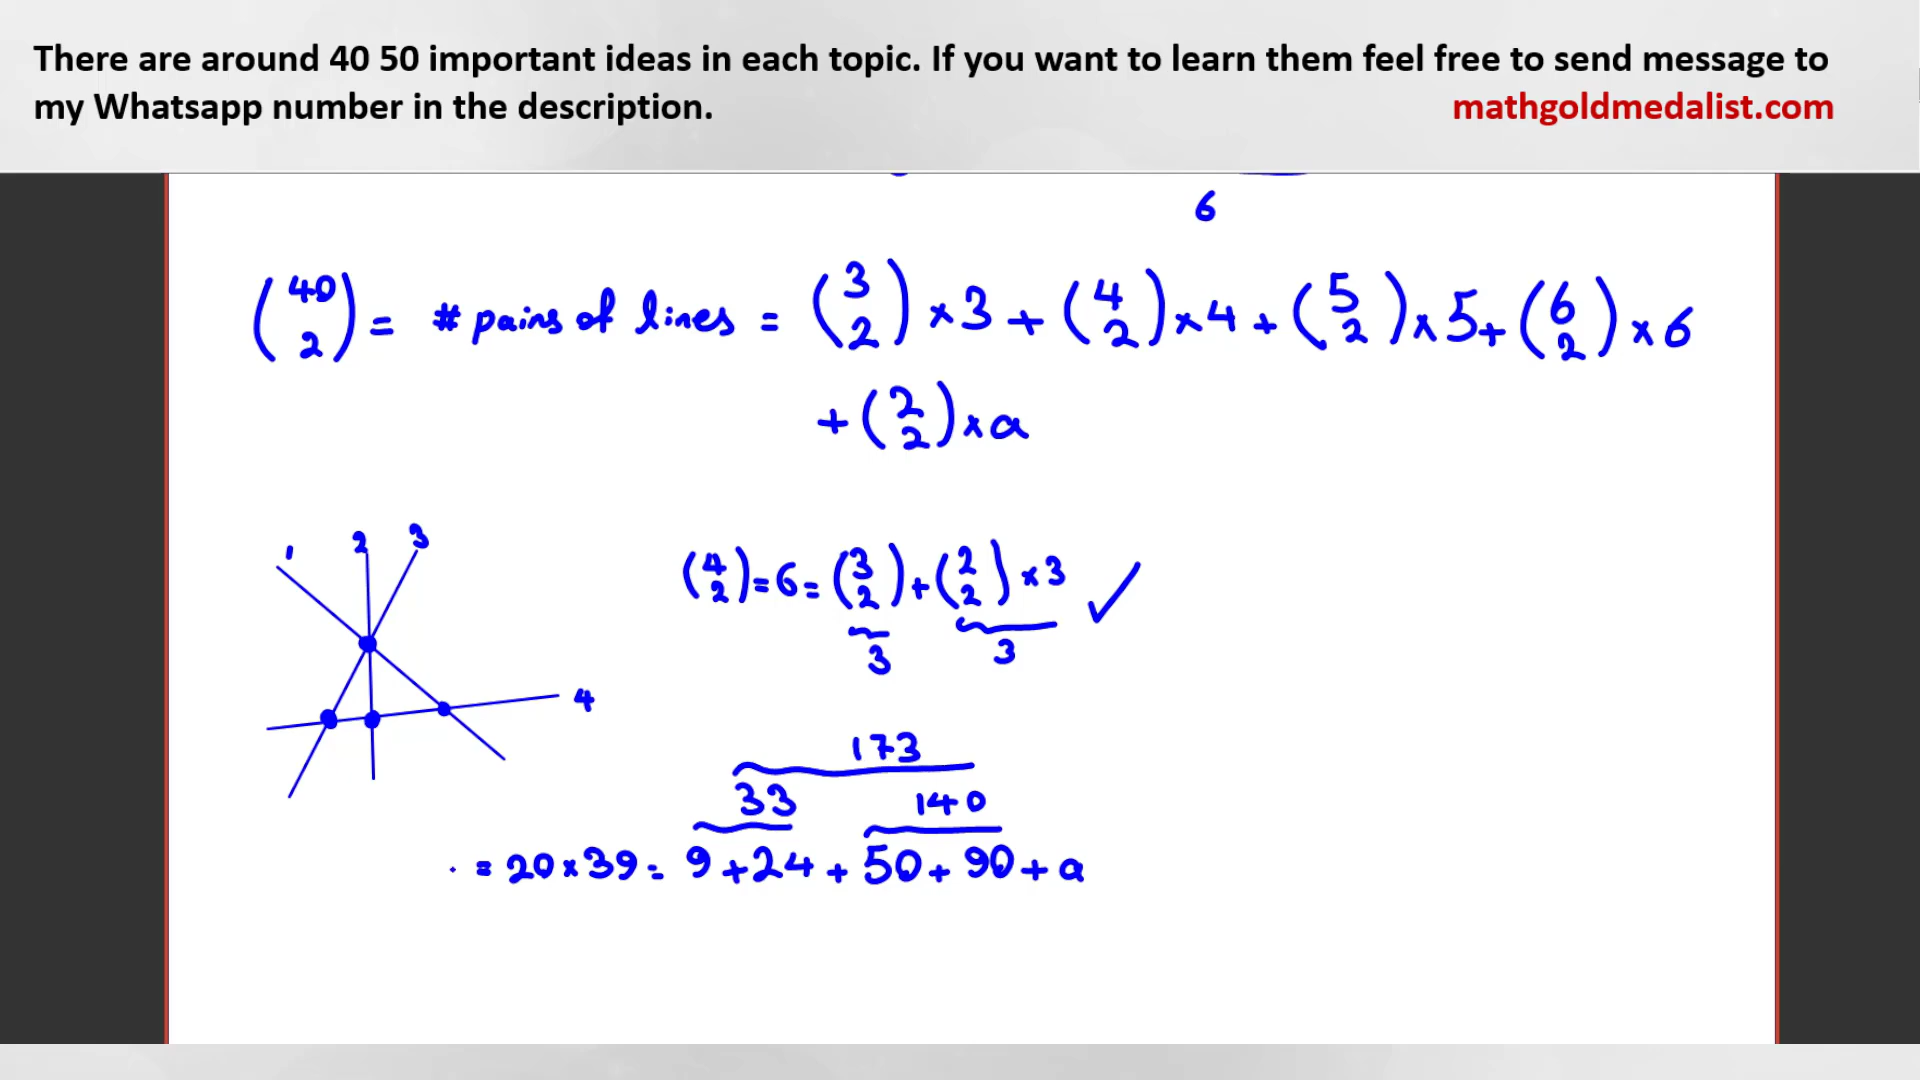 There are around 40 50 important ideas in each topic. If you want to learn them feel free to send message to
my Whatsapp number in the description. mathgoldmedalist.com
6
(40 2) = # pairs of lines = (3 2) × 3 + (4 2) × 4 + (5 2) × 5 + (6 2) × 6
+ (2 2) × a
1 2 3
(4 2) = 6 = (3 2) + (2 2) × 3 ✓
3 3
4
173
33 140
= 20 × 39 = 9 + 24 + 50 + 90 + a